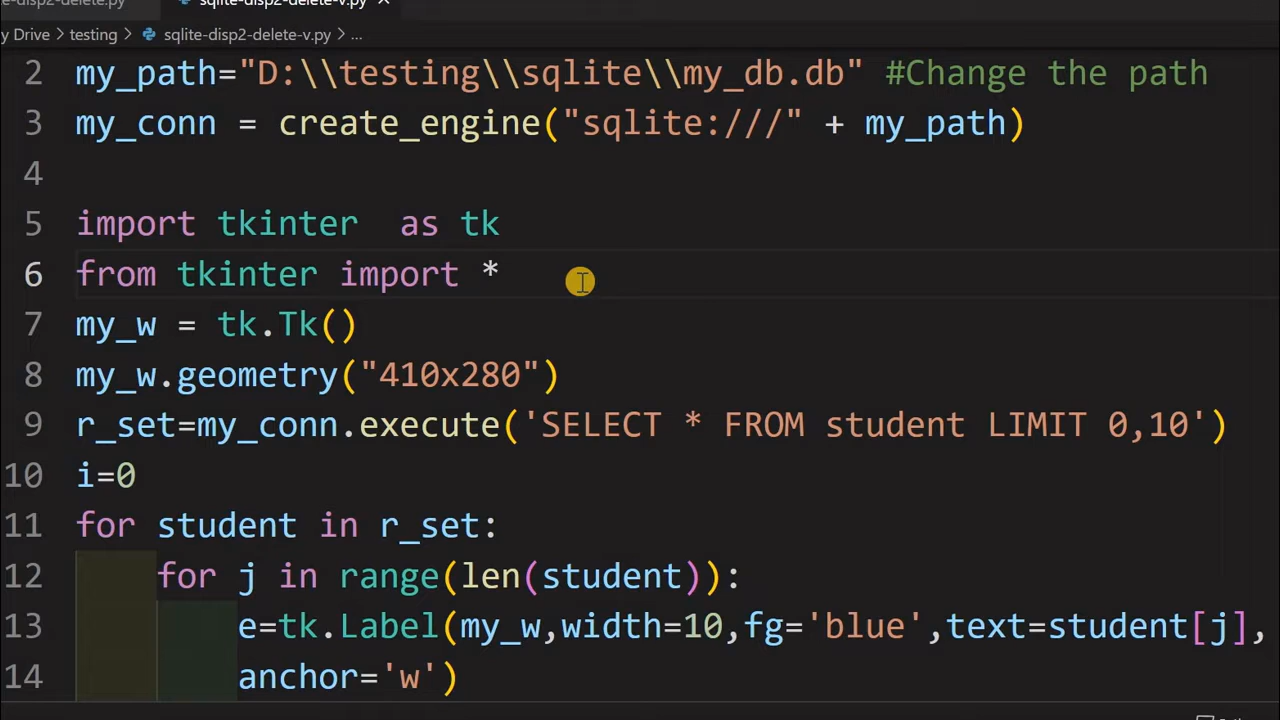 te-disp2-delete.py sqlite-disp2-delete-v.py ×
y Drive > testing > sqlite-disp2-delete-v.py > ...
2 my_path="D:\\testing\\sqlite\\my_db.db" #Change the path
3 my_conn = create_engine("sqlite:///" + my_path)
4
5 import tkinter  as tk
6 from tkinter import *
7 my_w = tk.Tk()
8 my_w.geometry("410x280")
9 r_set=my_conn.execute('SELECT * FROM student LIMIT 0,10')
10 i=0
11 for student in r_set:
12     for j in range(len(student)):
13         e=tk.Label(my_w,width=10,fg='blue',text=student[j],
14         anchor='w')